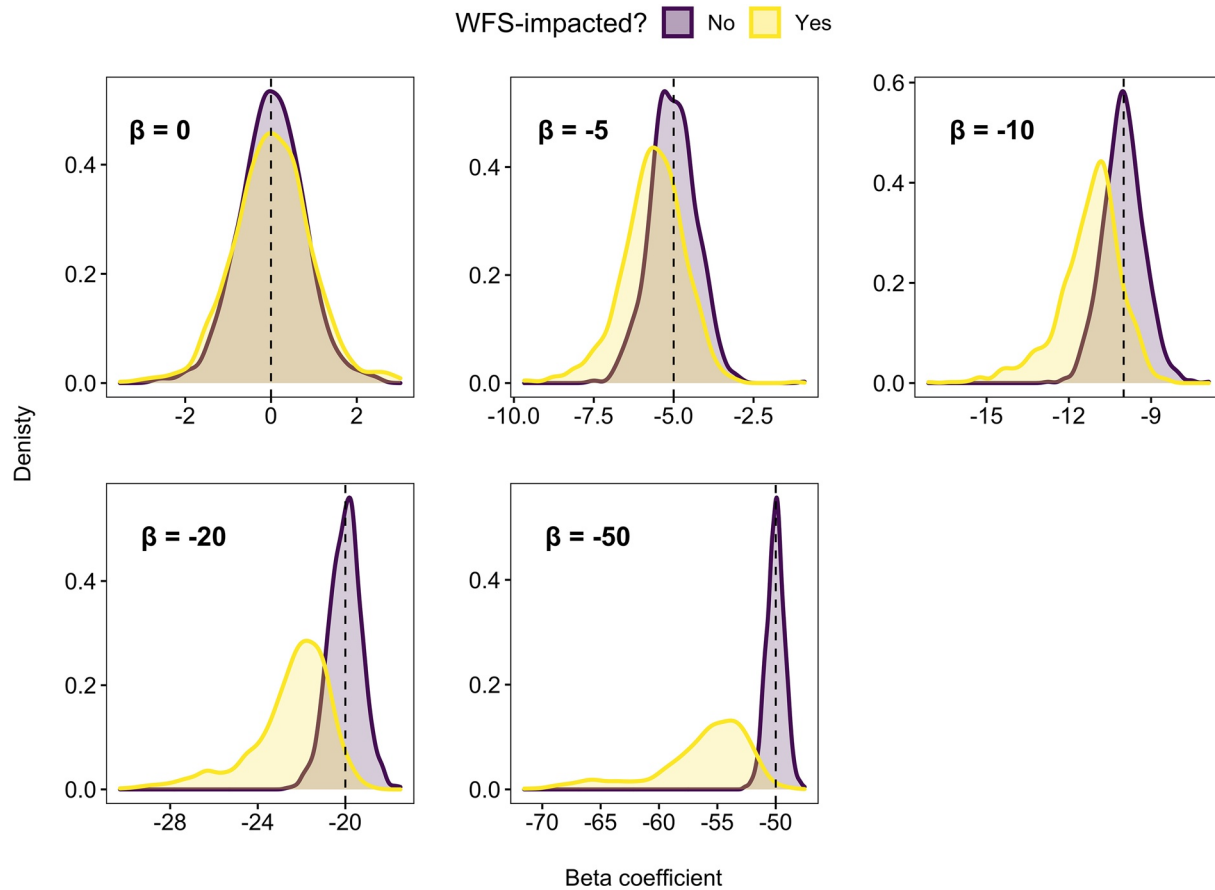 WFS-impacted? No Yes
β = 0
0.4
0.2
0.0
-2 0 2
β = -5
0.4
0.2
0.0
-10.0 -7.5 -5.0 -2.5
β = -10
0.6
0.4
0.2
0.0
-15 -12 -9
Denisty
β = -20
0.4
0.2
0.0
-28 -24 -20
β = -50
0.4
0.2
0.0
-70 -65 -60 -55 -50
Beta coefficient